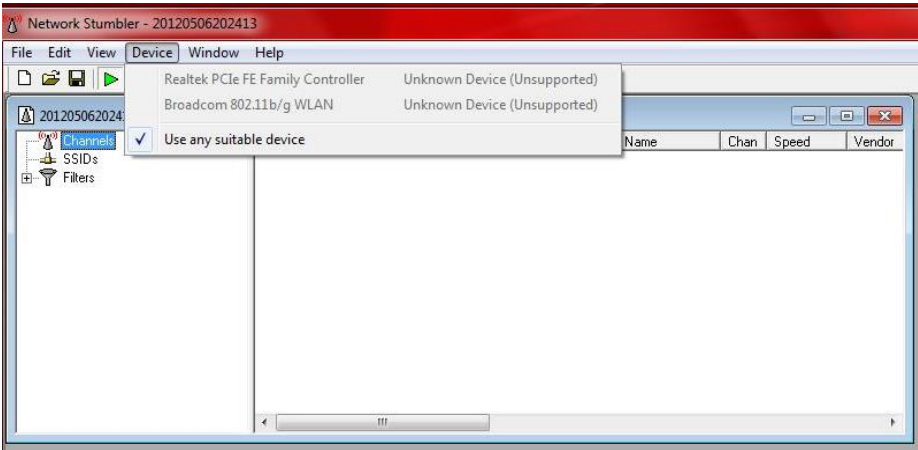 Network Stumbler - 20120506202413
File Edit View Device Window Help
Realtek PCIe FE Family Controller Unknown Device (Unsupported)
Broadcom 802.11b/g WLAN Unknown Device (Unsupported)
Use any suitable device
201205062024
Channels
SSIDs
Filters
Name Chan Speed Vendor